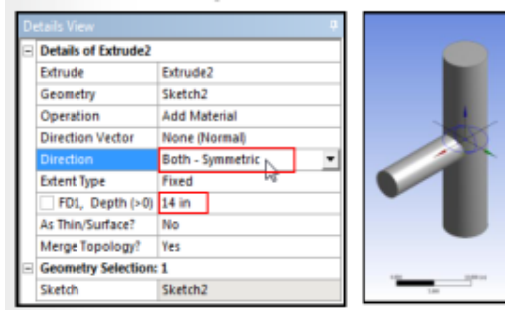 Details View
Details of Extrude2
Extrude Extrude2
Geometry Sketch2
Operation Add Material
Direction Vector None (Normal)
Direction Both - Symmetric
Extent Type Fixed
FD1, Depth (>0) 14 in
As Thin/Surface? No
Merge Topology? Yes
Geometry Selection: 1
Sketch Sketch2